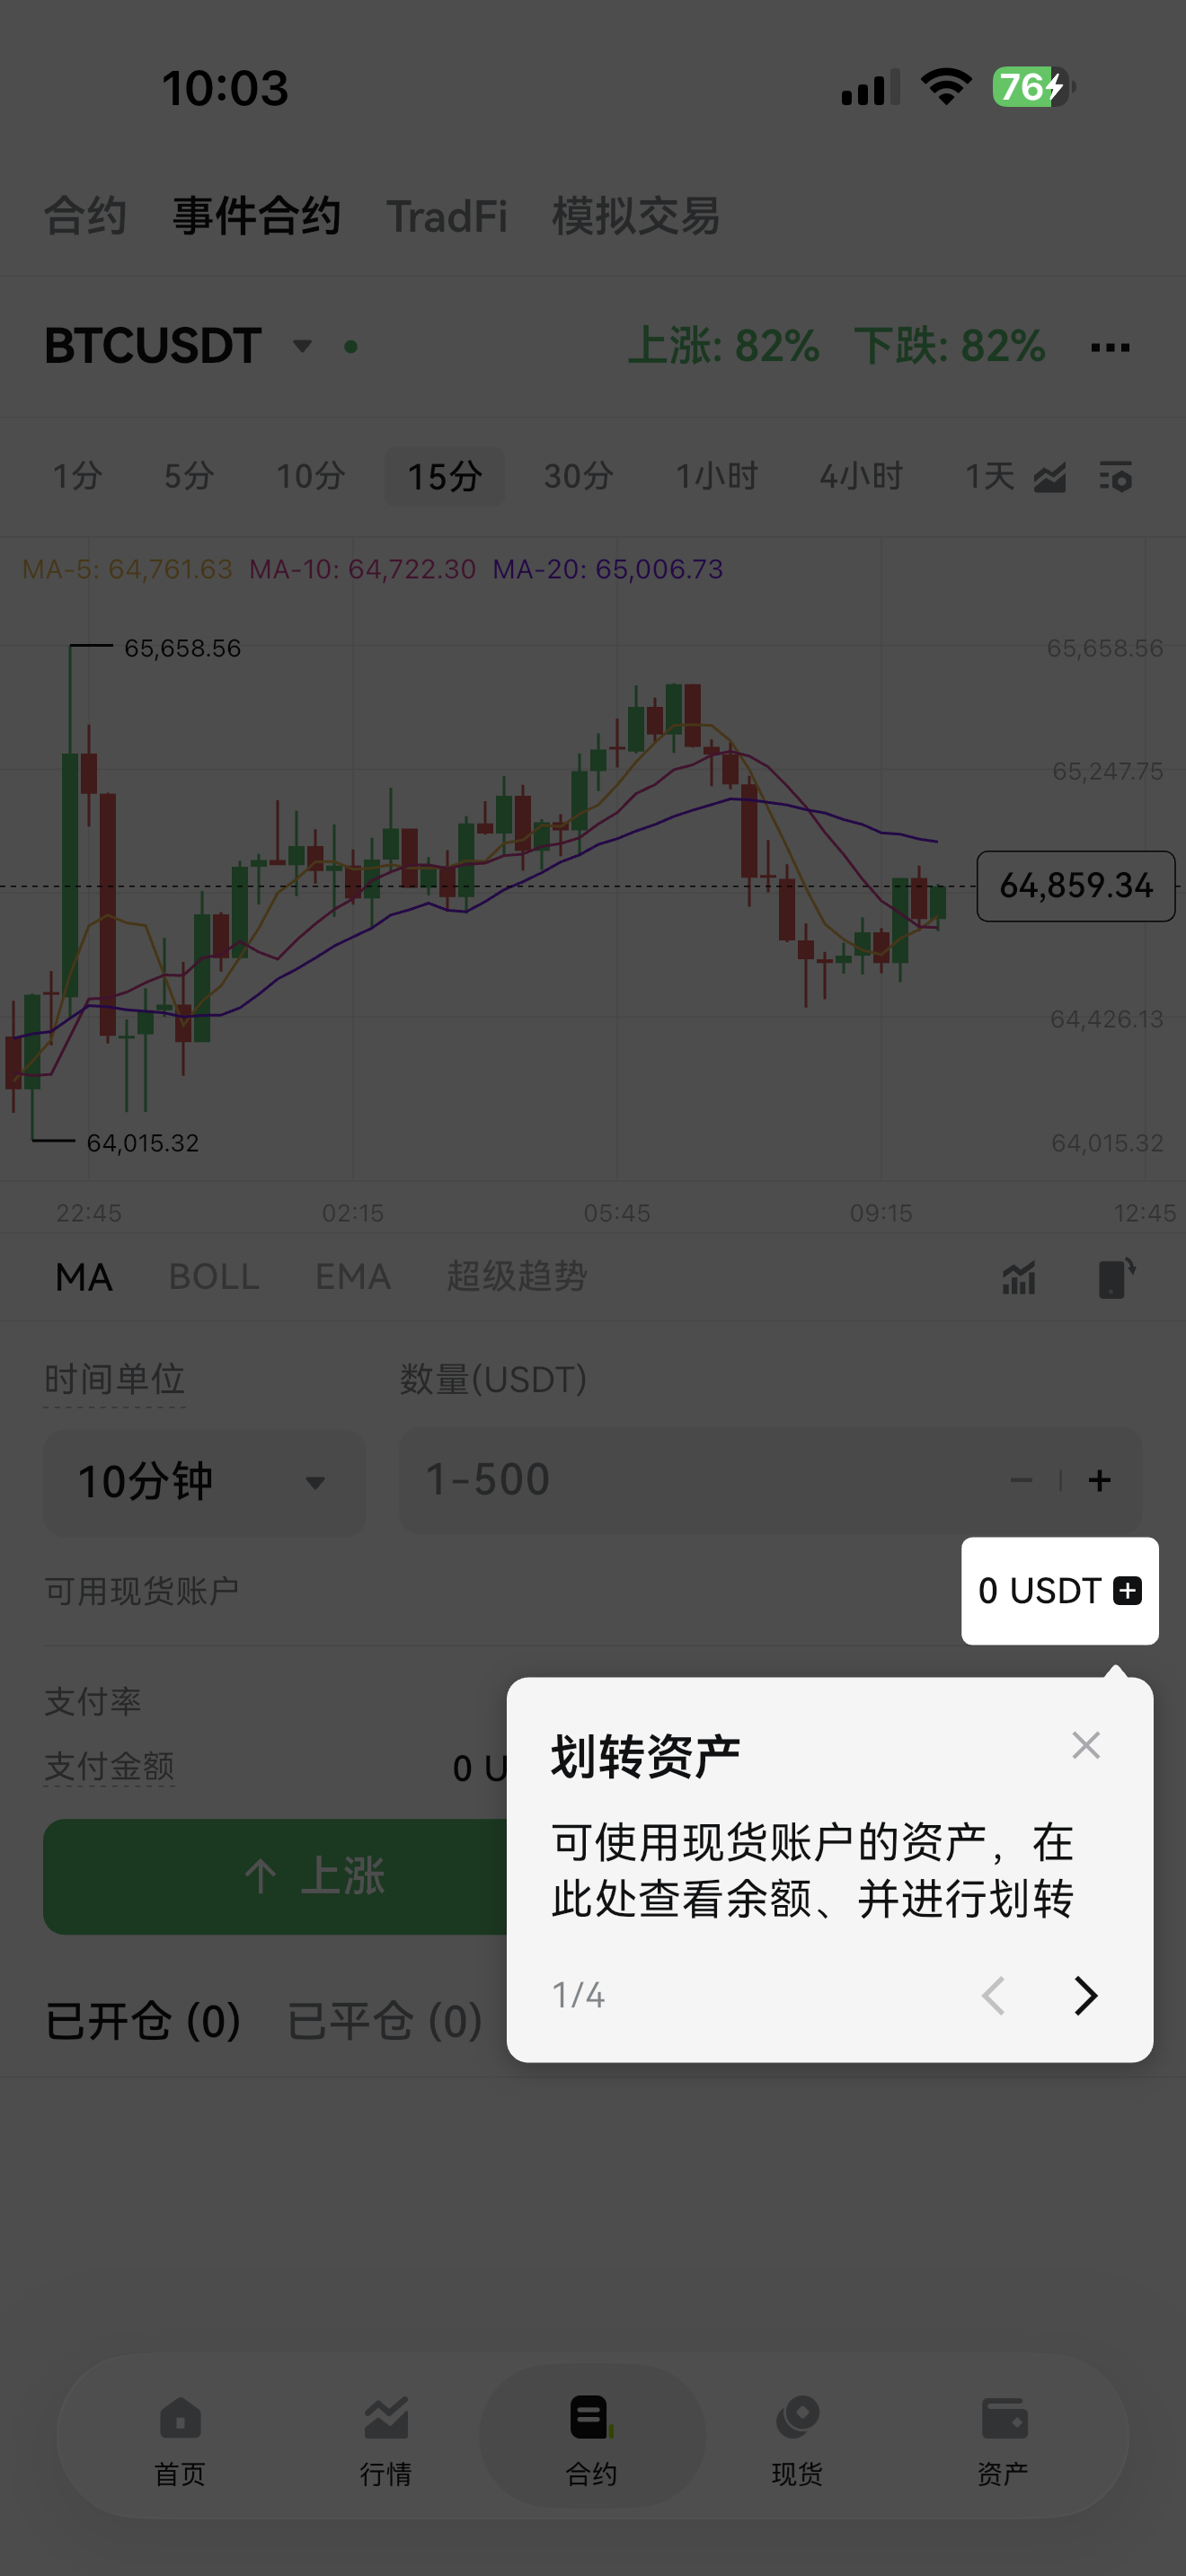 10:03
76
合约 事件合约 TradFi 模拟交易
BTCUSDT 上涨: 82% 下跌: 82%
1分 5分 10分 15分 30分 1小时 4小时 1天
MA-5: 64,761.63 MA-10: 64,722.30 MA-20: 65,006.73
65,658.56 65,658.56
65,247.75
64,859.34
64,426.13
64,015.32 64,015.32
22:45 02:15 05:45 09:15 12:45
MA BOLL EMA 超级趋势
时间单位 数量(USDT)
10分钟 1-500
可用现货账户 0 USDT
支付率
支付金额 0 U
划转资产
可使用现货账户的资产，在
此处查看余额、并进行划转
1/4
上涨
已开仓 (0) 已平仓 (0)
首页 行情 合约 现货 资产